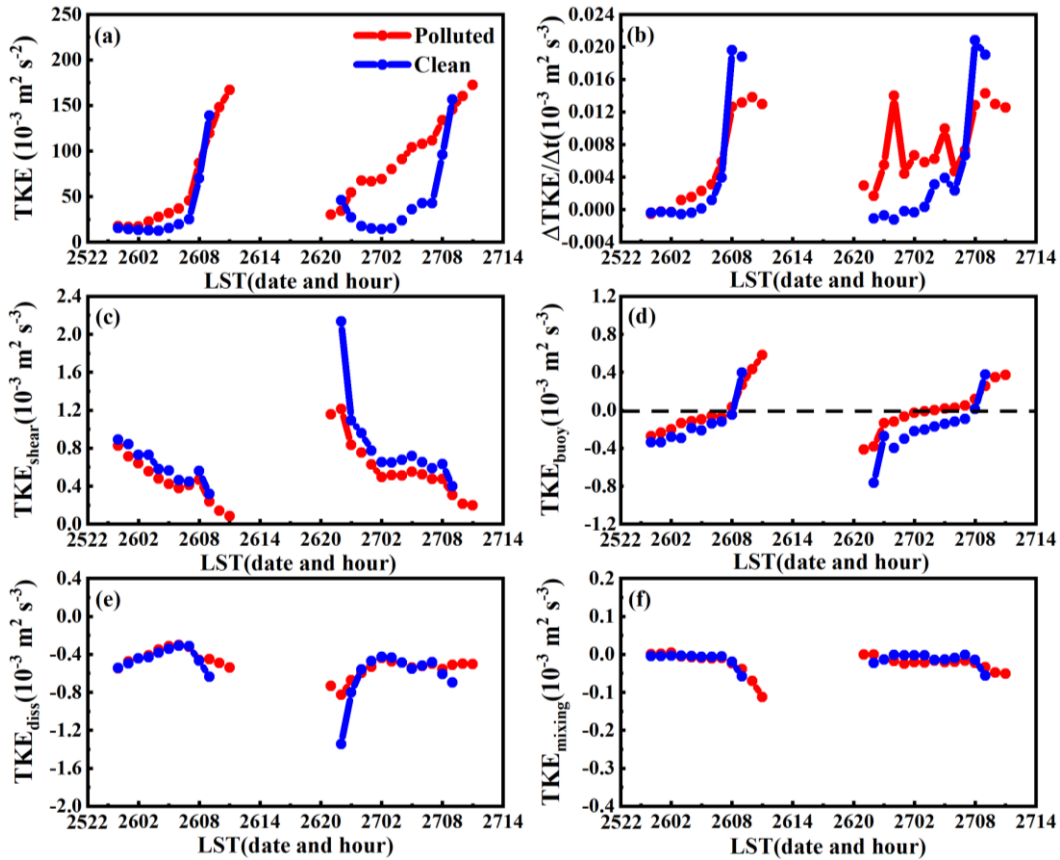 (a)
Polluted
Clean
TKE (10⁻³ m² s⁻²)
250
200
150
100
50
0
2522 2602 2608 2614 2620 2702 2708 2714
LST(date and hour)
(b)
ΔTKE/Δt(10⁻³ m² s⁻³)
0.024
0.020
0.016
0.012
0.008
0.004
0.000
-0.004
2522 2602 2608 2614 2620 2702 2708 2714
LST(date and hour)
(c)
TKE_shear(10⁻³ m² s⁻³)
2.4
2.0
1.6
1.2
0.8
0.4
0.0
2522 2602 2608 2614 2620 2702 2708 2714
LST(date and hour)
(d)
TKE_buoy(10⁻³ m² s⁻³)
1.2
0.8
0.4
0.0
-0.4
-0.8
-1.2
2522 2602 2608 2614 2620 2702 2708 2714
LST(date and hour)
(e)
TKE_diss(10⁻³ m² s⁻³)
0.4
0.0
-0.4
-0.8
-1.2
-1.6
-2.0
2522 2602 2608 2614 2620 2702 2708 2714
LST(date and hour)
(f)
TKE_mixing(10⁻³ m² s⁻³)
0.2
0.1
0.0
-0.1
-0.2
-0.3
-0.4
2522 2602 2608 2614 2620 2702 2708 2714
LST(date and hour)